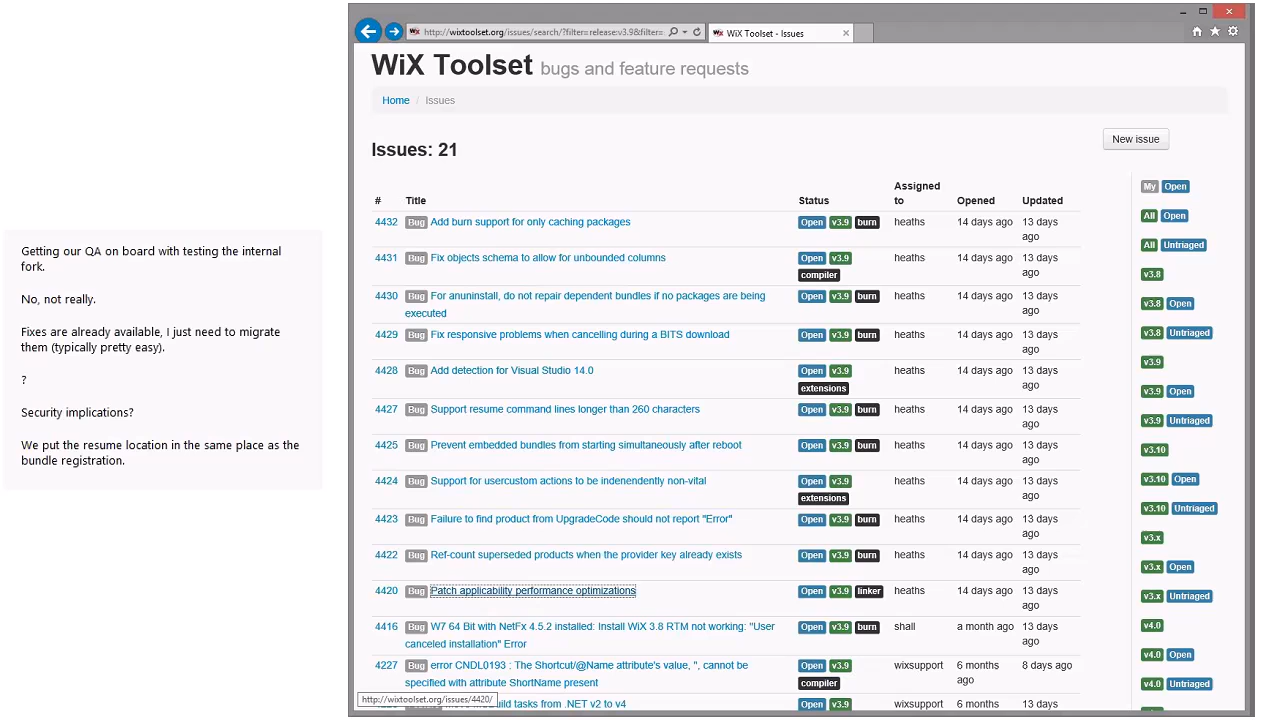 Getting our QA on board with testing the internal
fork.
No, not really.
Fixes are already available, I just need to migrate
them (typically pretty easy).
?
Security implications?
We put the resume location in the same place as the
bundle registration.
http://wixtoolset.org/issues/search/?filter=release:v3.9&filter=
WiX Toolset - Issues
WiX Toolset bugs and feature requests
Home / Issues
New issue
Issues: 21
# Title Status Assigned to Opened Updated
4432 Bug Add burn support for only caching packages Open v3.9 burn heaths 14 days ago 13 days ago
4431 Bug Fix objects schema to allow for unbounded columns Open v3.9 compiler heaths 14 days ago 13 days ago
4430 Bug For anuninstall, do not repair dependent bundles if no packages are being executed Open v3.9 burn heaths 14 days ago 13 days ago
4429 Bug Fix responsive problems when cancelling during a BITS download Open v3.9 burn heaths 14 days ago 13 days ago
4428 Bug Add detection for Visual Studio 14.0 Open v3.9 extensions heaths 14 days ago 13 days ago
4427 Bug Support resume command lines longer than 260 characters Open v3.9 burn heaths 14 days ago 13 days ago
4425 Bug Prevent embedded bundles from starting simultaneously after reboot Open v3.9 burn heaths 14 days ago 13 days ago
4424 Bug Support for usercustom actions to be indenendently non-vital Open v3.9 extensions heaths 14 days ago 13 days ago
4423 Bug Failure to find product from UpgradeCode should not report "Error" Open v3.9 burn heaths 14 days ago 13 days ago
4422 Bug Ref-count superseded products when the provider key already exists Open v3.9 burn heaths 14 days ago 13 days ago
4420 Bug Patch applicability performance optimizations Open v3.9 linker heaths 14 days ago 13 days ago
4416 Bug W7 64 Bit with NetFx 4.5.2 installed: Install WiX 3.8 RTM not working: "User canceled installation" Error Open v3.9 burn shall a month ago 13 days ago
4227 Bug error CNDL0193 : The Shortcut/@Name attribute's value, '', cannot be specified with attribute ShortName present Open v3.9 compiler wixsupport 6 months ago 8 days ago
http://wixtoolset.org/issues/4420/
build tasks from .NET v2 to v4 Open v3.9 wixsupport 6 months 13 days
My Open
All Open
All Untriaged
v3.8
v3.8 Open
v3.8 Untriaged
v3.9
v3.9 Open
v3.9 Untriaged
v3.10
v3.10 Open
v3.10 Untriaged
v3.x
v3.x Open
v3.x Untriaged
v4.0
v4.0 Open
v4.0 Untriaged